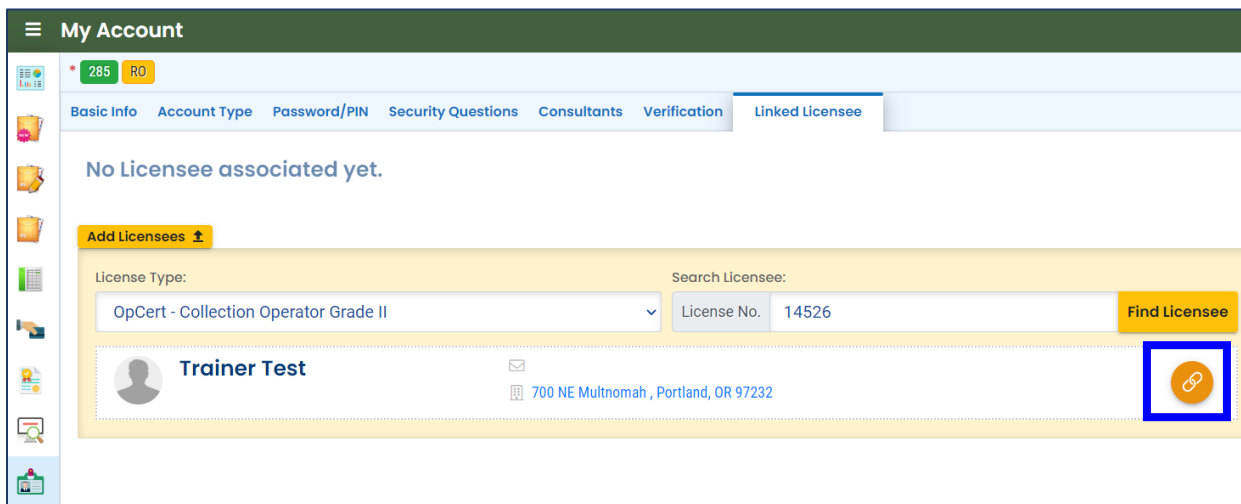 My Account
* 285 RO
Basic Info Account Type Password/PIN Security Questions Consultants Verification Linked Licensee
No Licensee associated yet.
Add Licensees
License Type: Search Licensee:
OpCert - Collection Operator Grade II License No. 14526 Find Licensee
Trainer Test
700 NE Multnomah , Portland, OR 97232